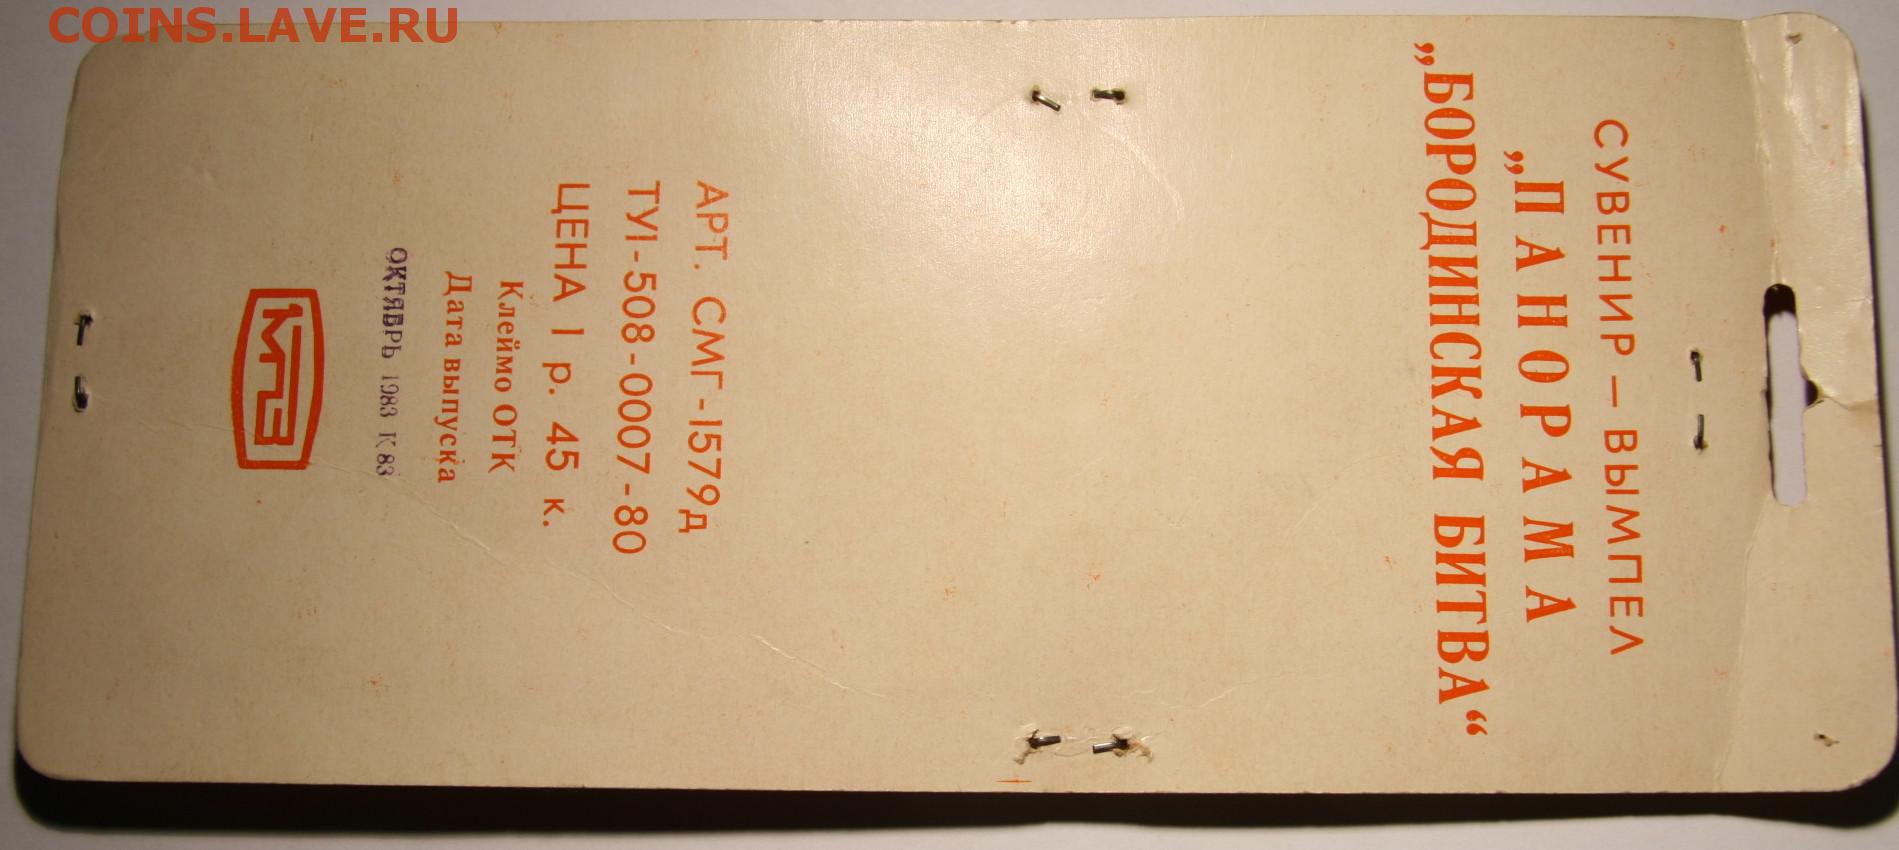 COINS.LAVE.RU
СУВЕНИР — ВЫМПЕЛ
„ПАНОРАМА
„БОРОДИНСКАЯ БИТВА“
АРТ. СМГ-1579д
ТУ1-508-0007-80
ЦЕНА 1 р. 45 к.
Клеймо ОТК
Дата выпуска
ОКТЯБРЬ 1983 К 83